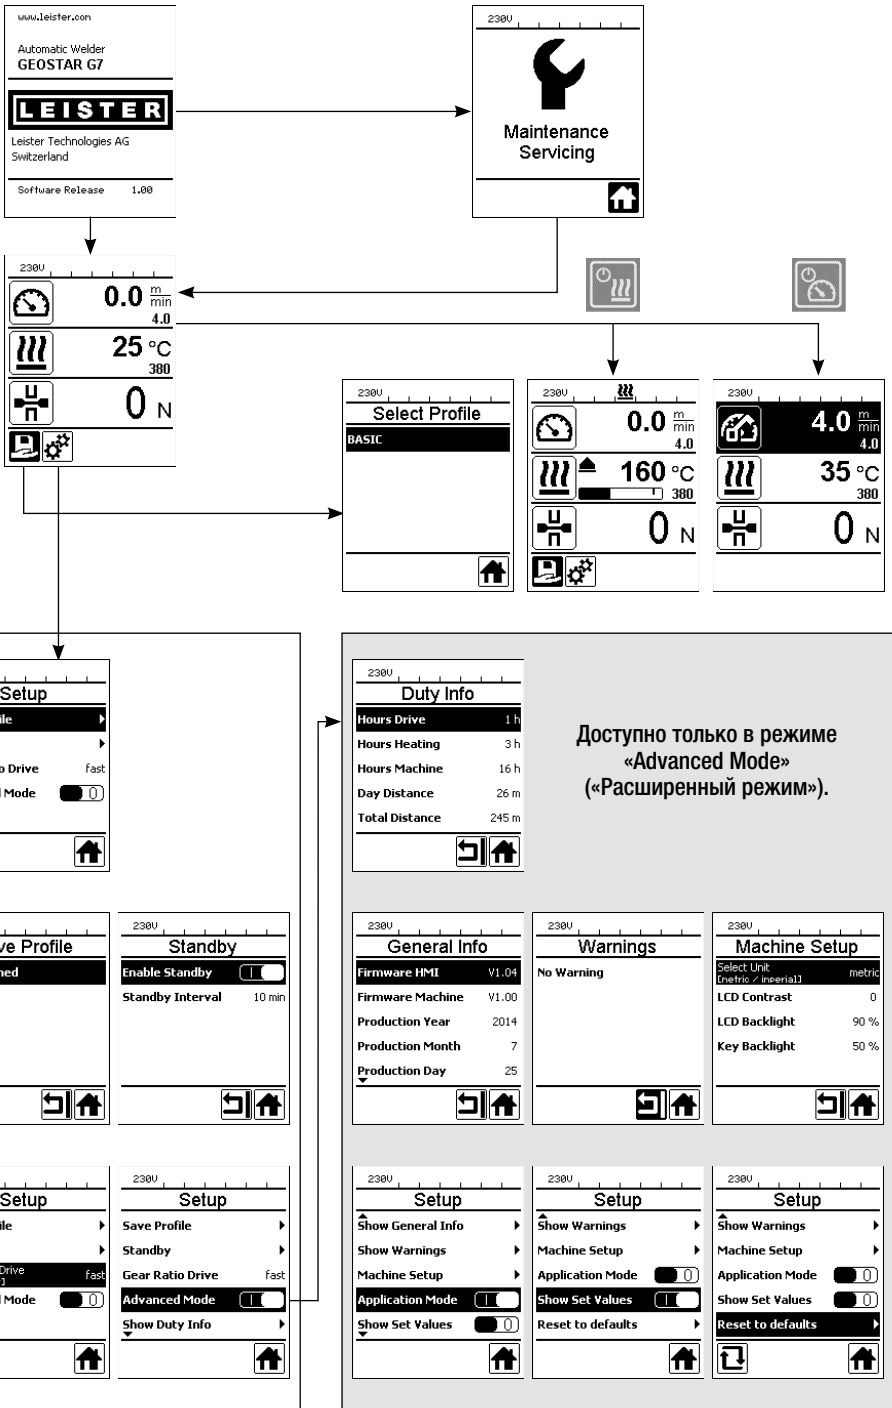 www.leister.com
Automatic Welder
GEOSTAR G7
LEISTER
Leister Technologies AG
Switzerland
Software Release 1.00
230V
Maintenance
Servicing
230V
0.0 m/min
4.0
25 °C
380
0 N
230V
Select Profile
BASIC
230V
0.0 m/min
4.0
160 °C
380
0 N
230V
4.0 m/min
4.0
35 °C
380
0 N
Setup
ile
o Drive fast
l Mode 0
230V
Duty Info
Hours Drive 1 h
Hours Heating 3 h
Hours Machine 16 h
Day Distance 26 m
Total Distance 245 m
Доступно только в режиме
«Advanced Mode»
(«Расширенный режим»).
ve Profile
ned
230V
Standby
Enable Standby I
Standby Interval 10 min
230V
General Info
Firmware HMI V1.04
Firmware Machine V1.00
Production Year 2014
Production Month 7
Production Day 25
230V
Warnings
No Warning
230V
Machine Setup
Select Unit
[metric / imperial] metric
LCD Contrast 0
LCD Backlight 90 %
Key Backlight 50 %
Setup
ile
Drive
] fast
l Mode 0
230V
Setup
Save Profile
Standby
Gear Ratio Drive fast
Advanced Mode I
Show Duty Info
230V
Setup
Show General Info
Show Warnings
Machine Setup
Application Mode I
Show Set Values 0
230V
Setup
Show Warnings
Machine Setup
Application Mode 0
Show Set Values I
Reset to defaults
230V
Setup
Show Warnings
Machine Setup
Application Mode 0
Show Set Values 0
Reset to defaults